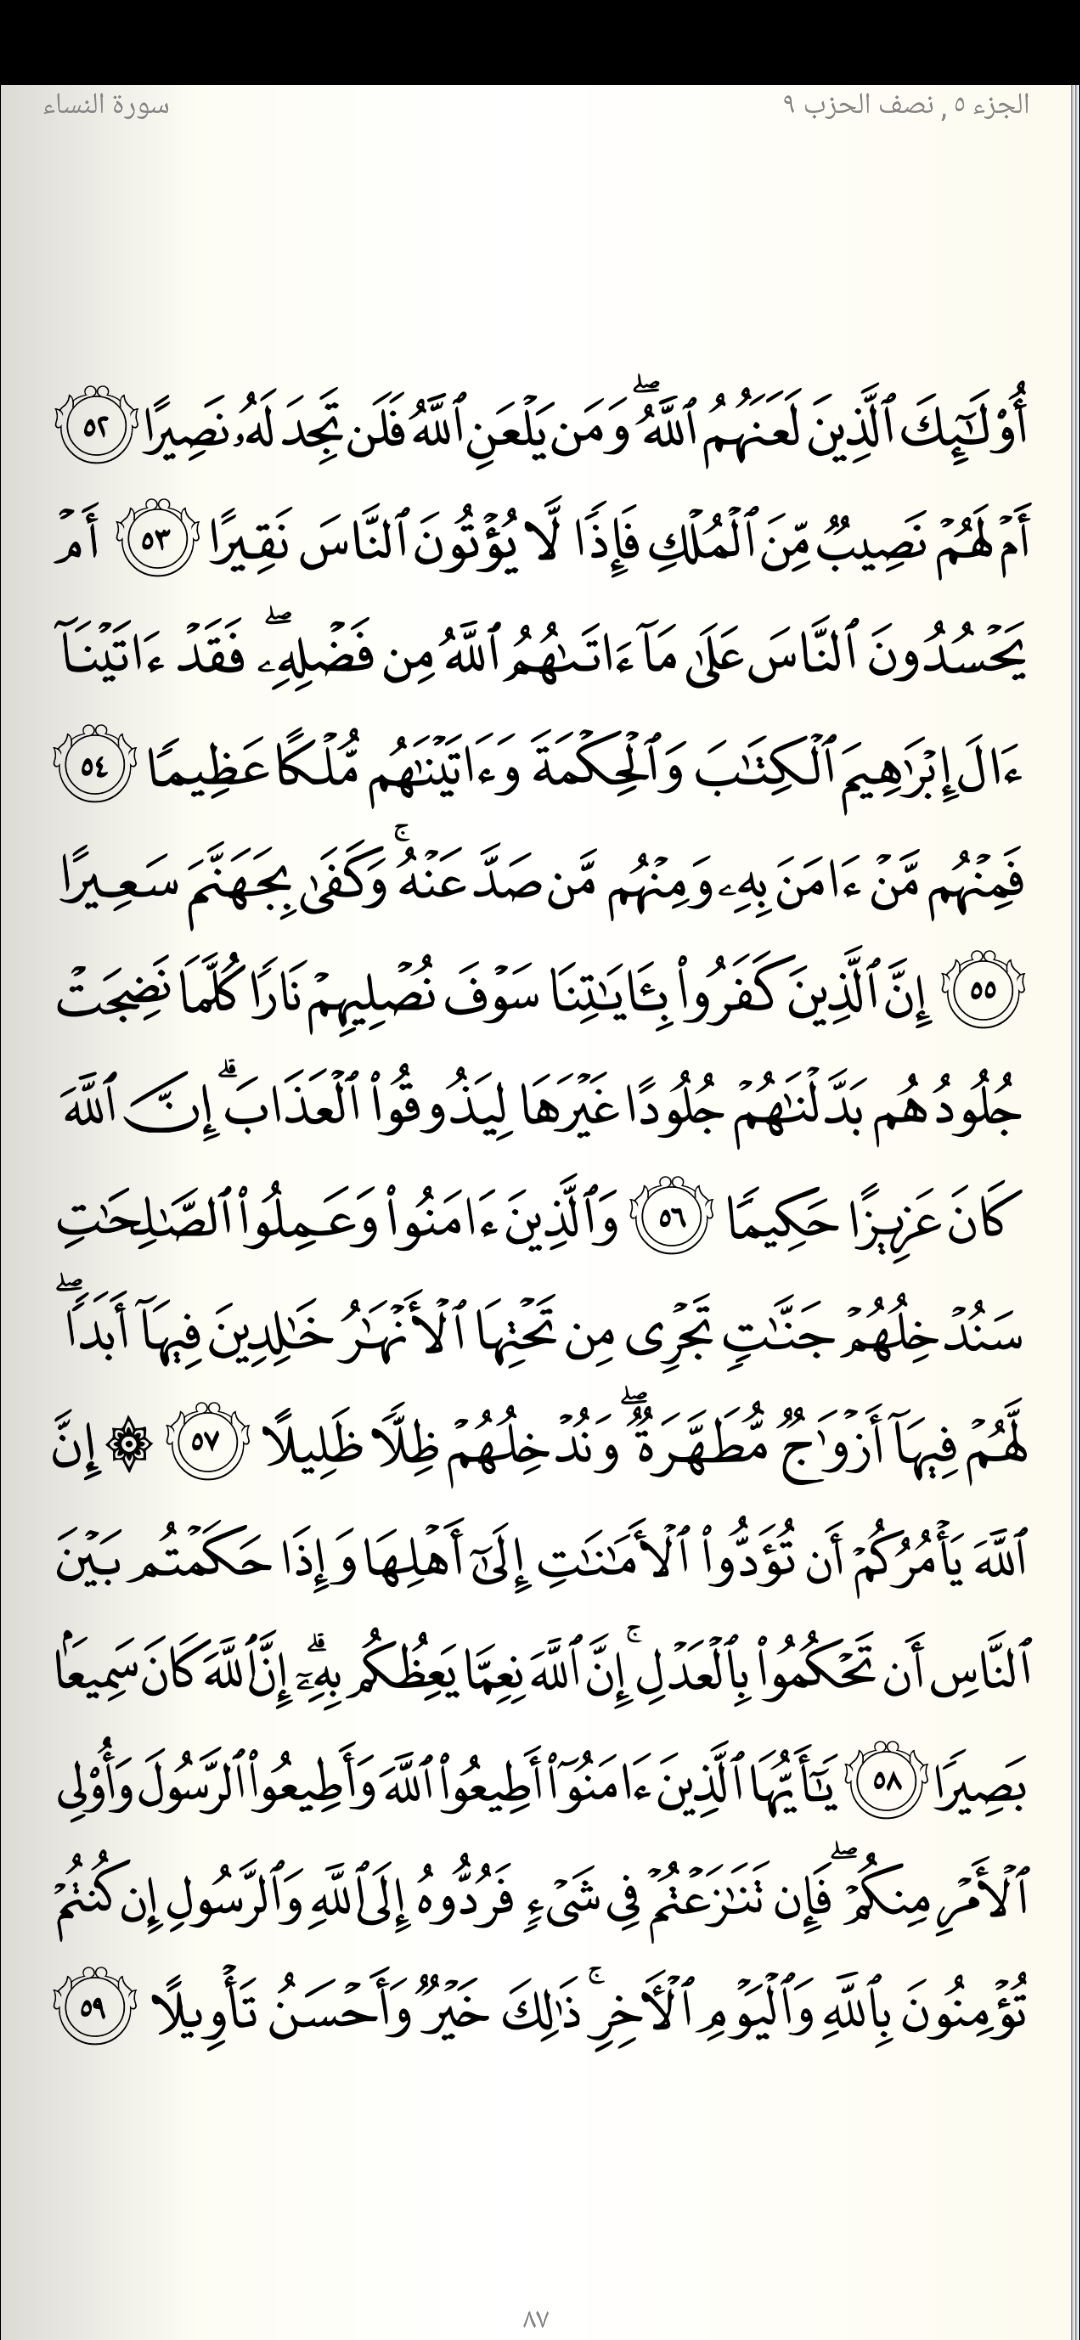 الجزء ٥ , نصف الحزب ٩
سورة النساء
أُوْلَـٰٓئِكَ ٱلَّذِينَ لَعَنَهُمُ ٱللَّهُۖ وَمَن يَلۡعَنِ ٱللَّهُ فَلَن تَجِدَ لَهُۥ نَصِيرًا ٥٢
أَمۡ لَهُمۡ نَصِيبٞ مِّنَ ٱلۡمُلۡكِ فَإِذٗا لَّا يُؤۡتُونَ ٱلنَّاسَ نَقِيرًا ٥٣ أَمۡ
يَحۡسُدُونَ ٱلنَّاسَ عَلَىٰ مَآ ءَاتَىٰهُمُ ٱللَّهُ مِن فَضۡلِهِۦۖ فَقَدۡ ءَاتَيۡنَآ
ءَالَ إِبۡرَٰهِيمَ ٱلۡكِتَٰبَ وَٱلۡحِكۡمَةَ وَءَاتَيۡنَٰهُم مُّلۡكًا عَظِيمٗا ٥٤
فَمِنۡهُم مَّنۡ ءَامَنَ بِهِۦ وَمِنۡهُم مَّن صَدَّ عَنۡهُۚ وَكَفَىٰ بِجَهَنَّمَ سَعِيرًا
٥٥ إِنَّ ٱلَّذِينَ كَفَرُواْ بِـَٔايَٰتِنَا سَوۡفَ نُصۡلِيهِمۡ نَارٗا كُلَّمَا نَضِجَتۡ
جُلُودُهُم بَدَّلۡنَٰهُمۡ جُلُودًا غَيۡرَهَا لِيَذُوقُواْ ٱلۡعَذَابَۗ إِنَّ ٱللَّهَ
كَانَ عَزِيزًا حَكِيمٗا ٥٦ وَٱلَّذِينَ ءَامَنُواْ وَعَمِلُواْ ٱلصَّٰلِحَٰتِ
سَنُدۡخِلُهُمۡ جَنَّٰتٖ تَجۡرِي مِن تَحۡتِهَا ٱلۡأَنۡهَٰرُ خَٰلِدِينَ فِيهَآ أَبَدٗاۖ
لَّهُمۡ فِيهَآ أَزۡوَٰجٞ مُّطَهَّرَةٞۖ وَنُدۡخِلُهُمۡ ظِلّٗا ظَلِيلًا ٥٧ ۞ إِنَّ
ٱللَّهَ يَأۡمُرُكُمۡ أَن تُؤَدُّواْ ٱلۡأَمَٰنَٰتِ إِلَىٰٓ أَهۡلِهَا وَإِذَا حَكَمۡتُم بَيۡنَ
ٱلنَّاسِ أَن تَحۡكُمُواْ بِٱلۡعَدۡلِۚ إِنَّ ٱللَّهَ نِعِمَّا يَعِظُكُم بِهِۦٓۗ إِنَّ ٱللَّهَ كَانَ سَمِيعَۢا
بَصِيرٗا ٥٨ يَـٰٓأَيُّهَا ٱلَّذِينَ ءَامَنُوٓاْ أَطِيعُواْ ٱللَّهَ وَأَطِيعُواْ ٱلرَّسُولَ وَأُوْلِي
ٱلۡأَمۡرِ مِنكُمۡۖ فَإِن تَنَٰزَعۡتُمۡ فِي شَيۡءٖ فَرُدُّوهُ إِلَى ٱللَّهِ وَٱلرَّسُولِ إِن كُنتُمۡ
تُؤۡمِنُونَ بِٱللَّهِ وَٱلۡيَوۡمِ ٱلۡأٓخِرِۚ ذَٰلِكَ خَيۡرٞ وَأَحۡسَنُ تَأۡوِيلًا ٥٩
٨٧